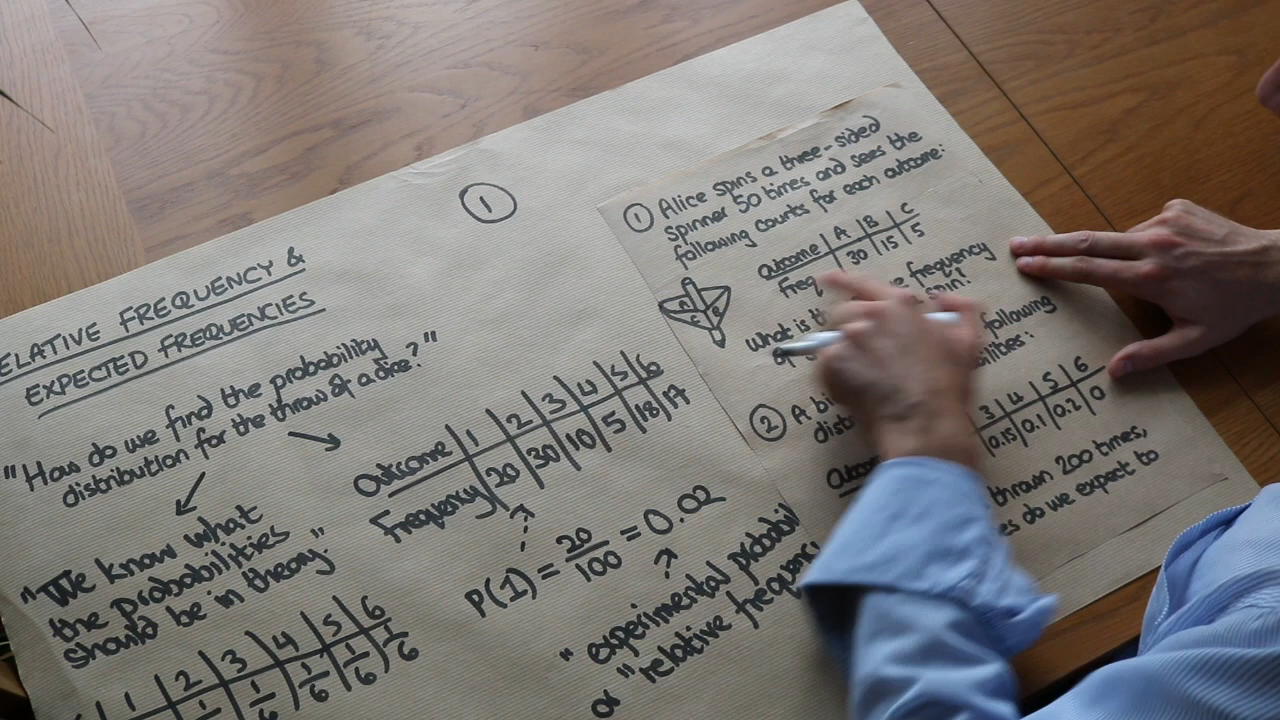 1
RELATIVE FREQUENCY &
EXPECTED FREQUENCIES
"How do we find the probability
distribution for the throw of a dice?"
"We know what
the probabilities
should be in theory."
1 2 3 4 5 6
1/6 1/6 1/6 1/6 1/6
Outcome 1 2 3 4 5 6
Frequency 20 30 10 5 18 17
P(1) = 20/100 = 0.02
"experimental probabil
or "relative frequenc
1 Alice spins a three-sided
spinner 50 times and sees the
following counts for each outcome:
Outcome A B C
Freq 30 15 5
What is t e frequency
spin!
2 A bi following
dist ilities:
Outco 3 4 5 6
0.15 0.1 0.2 0
thrown 200 times,
es do we expect to